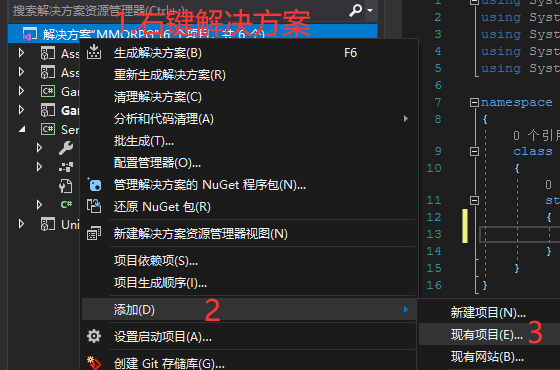 搜索解决方案资源管理器(Ctrl+;)
1.右键解决方案
解决方案"MMORPG"(6 个项目，共 6 个)
Ass
Ass
Gan
Gan
Ser
Uni
生成解决方案(B) F6
重新生成解决方案(R)
清理解决方案(C)
分析和代码清理(A)
批生成(T)...
配置管理器(O)...
管理解决方案的 NuGet 程序包(N)...
还原 NuGet 包(R)
新建解决方案资源管理器视图(N)
项目依赖项(S)...
项目生成顺序(I)...
添加(D) 2
设置启动项目(A)...
创建 Git 存储库(G)...
新建项目(N)...
现有项目(E)... 3
现有网站(B)...
using Syst
2 using Syst
3 using Syst
4 using Syst
5 using Syst
6
7 namespace
8 {
0 个引用
9 class
10 {
0
11 st
12 {
13
14 }
15 }
16 }